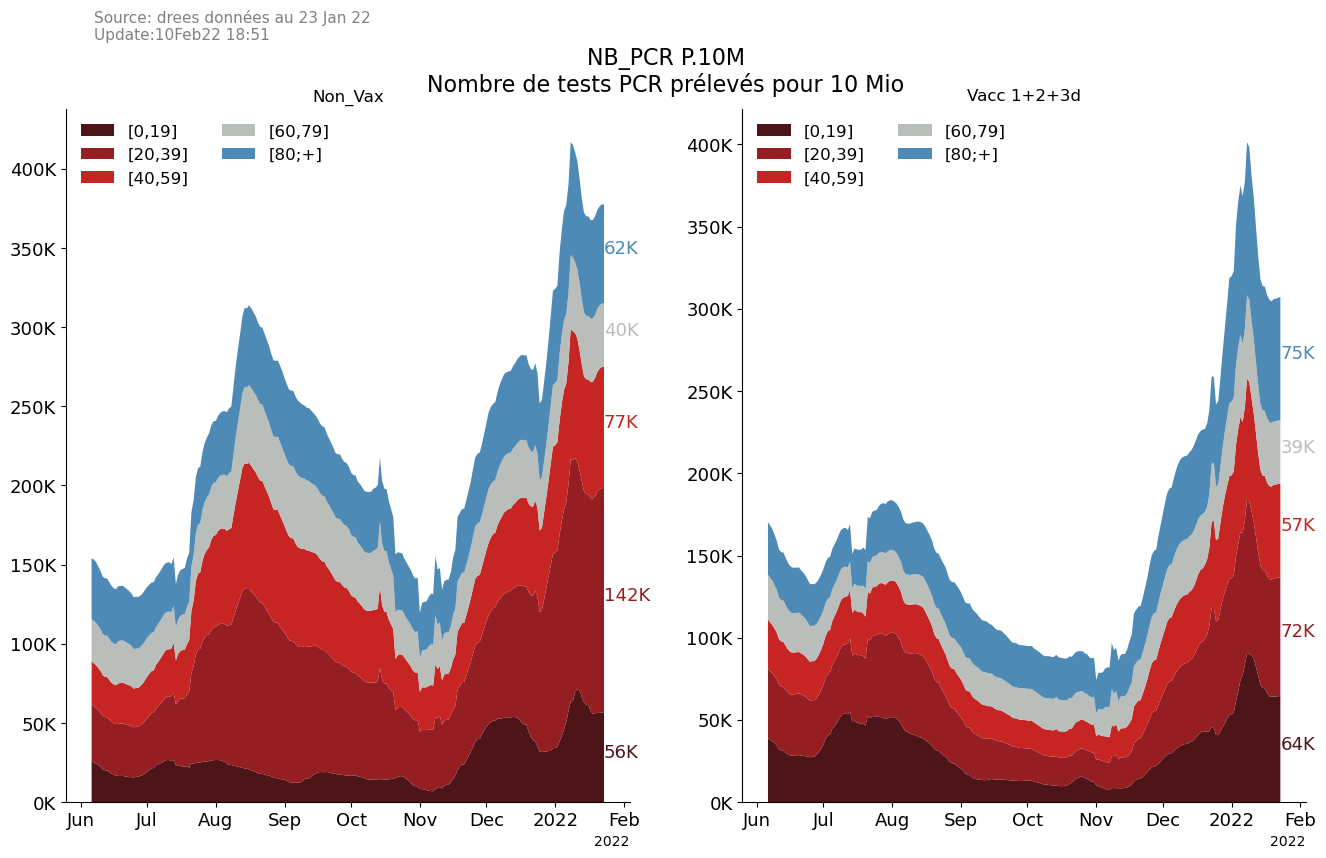 Source: drees données au 23 Jan 22
Update:10Feb22 18:51
NB_PCR P.10M
Nombre de tests PCR prélevés pour 10 Mio
Non_Vax
[0,19] [60,79]
[20,39] [80;+]
[40,59]
400K
350K
300K
250K
200K
150K
100K
50K
0K
62K
40K
77K
142K
56K
Jun Jul Aug Sep Oct Nov Dec 2022 Feb
2022
Vacc 1+2+3d
[0,19] [60,79]
[20,39] [80;+]
[40,59]
400K
350K
300K
250K
200K
150K
100K
50K
0K
75K
39K
57K
72K
64K
Jun Jul Aug Sep Oct Nov Dec 2022 Feb
2022